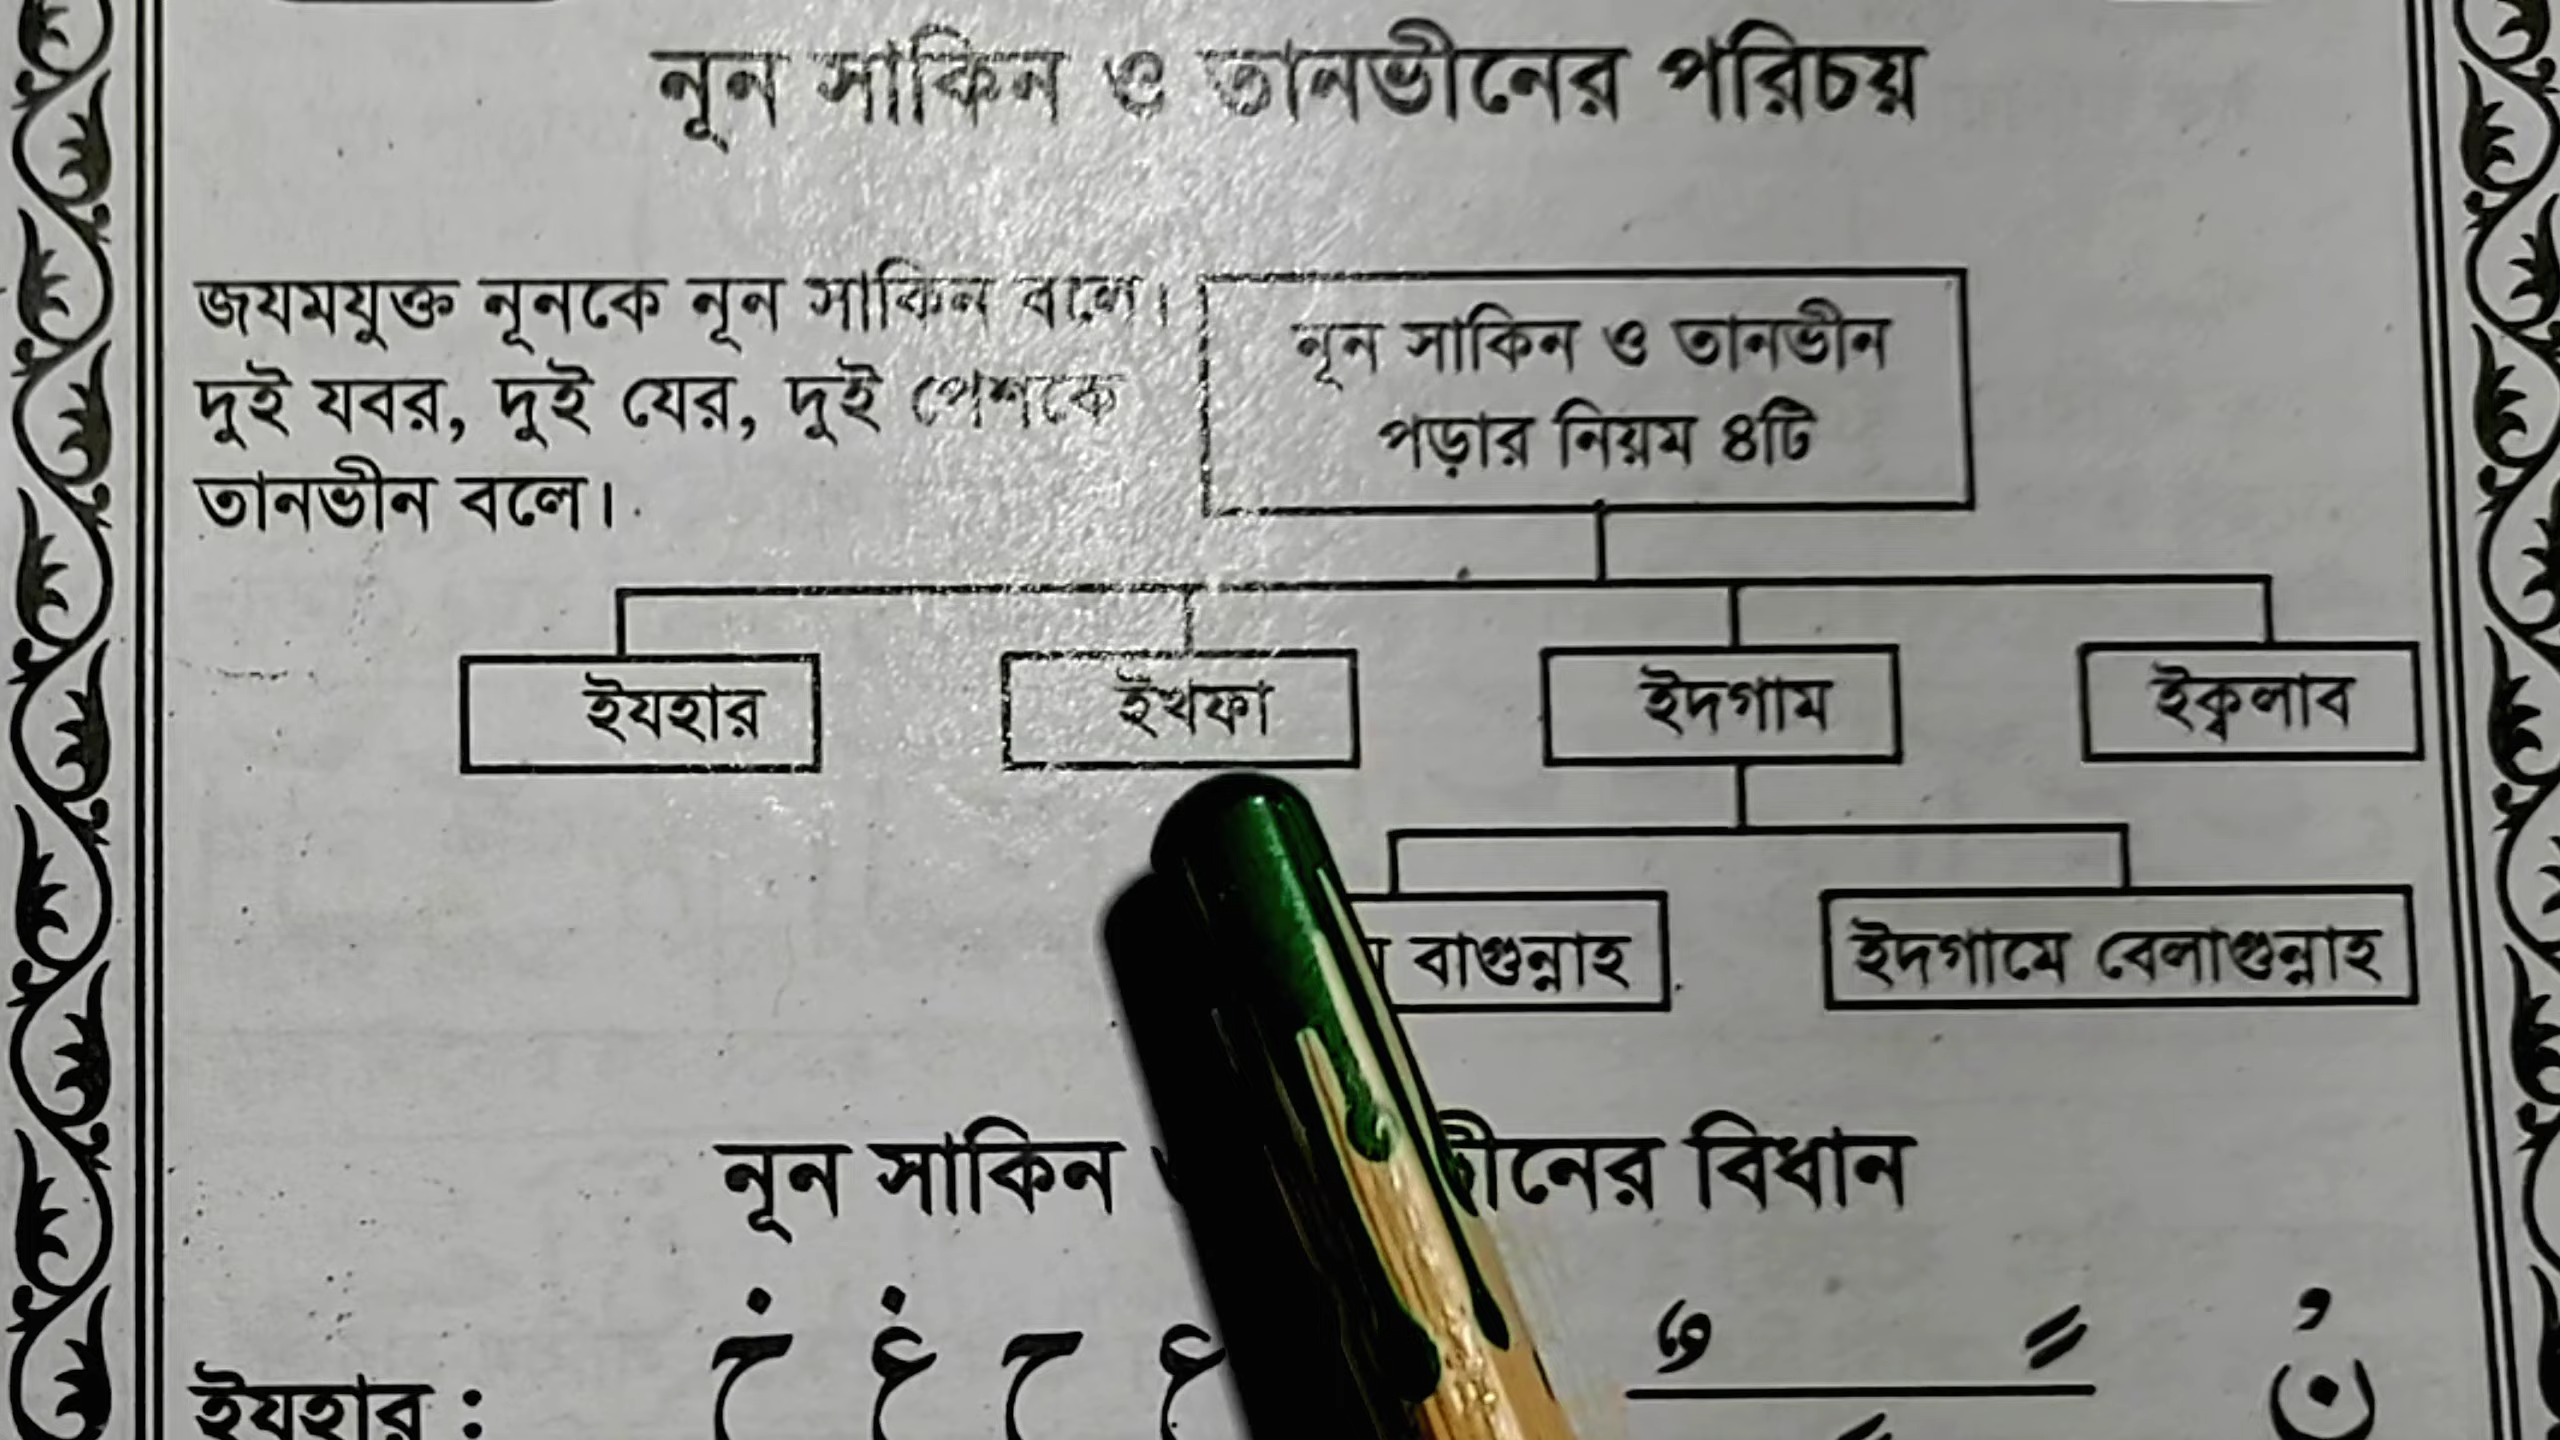 নূন সাকিন ও তানভীনের পরিচয়
জযমযুক্ত নূনকে নূন সাকিন বলে।
দুই যবর, দুই যের, দুই পেশকে
তানভীন বলে।
নূন সাকিন ও তানভীন
পড়ার নিয়ম ৪টি
ইযহার
ইখফা
ইদগাম
ইক্বলাব
বাগুন্নাহ
ইদগামে বেলাগুন্নাহ
নূন সাকিন বিধান
ইযহার :
ع ح غ خ